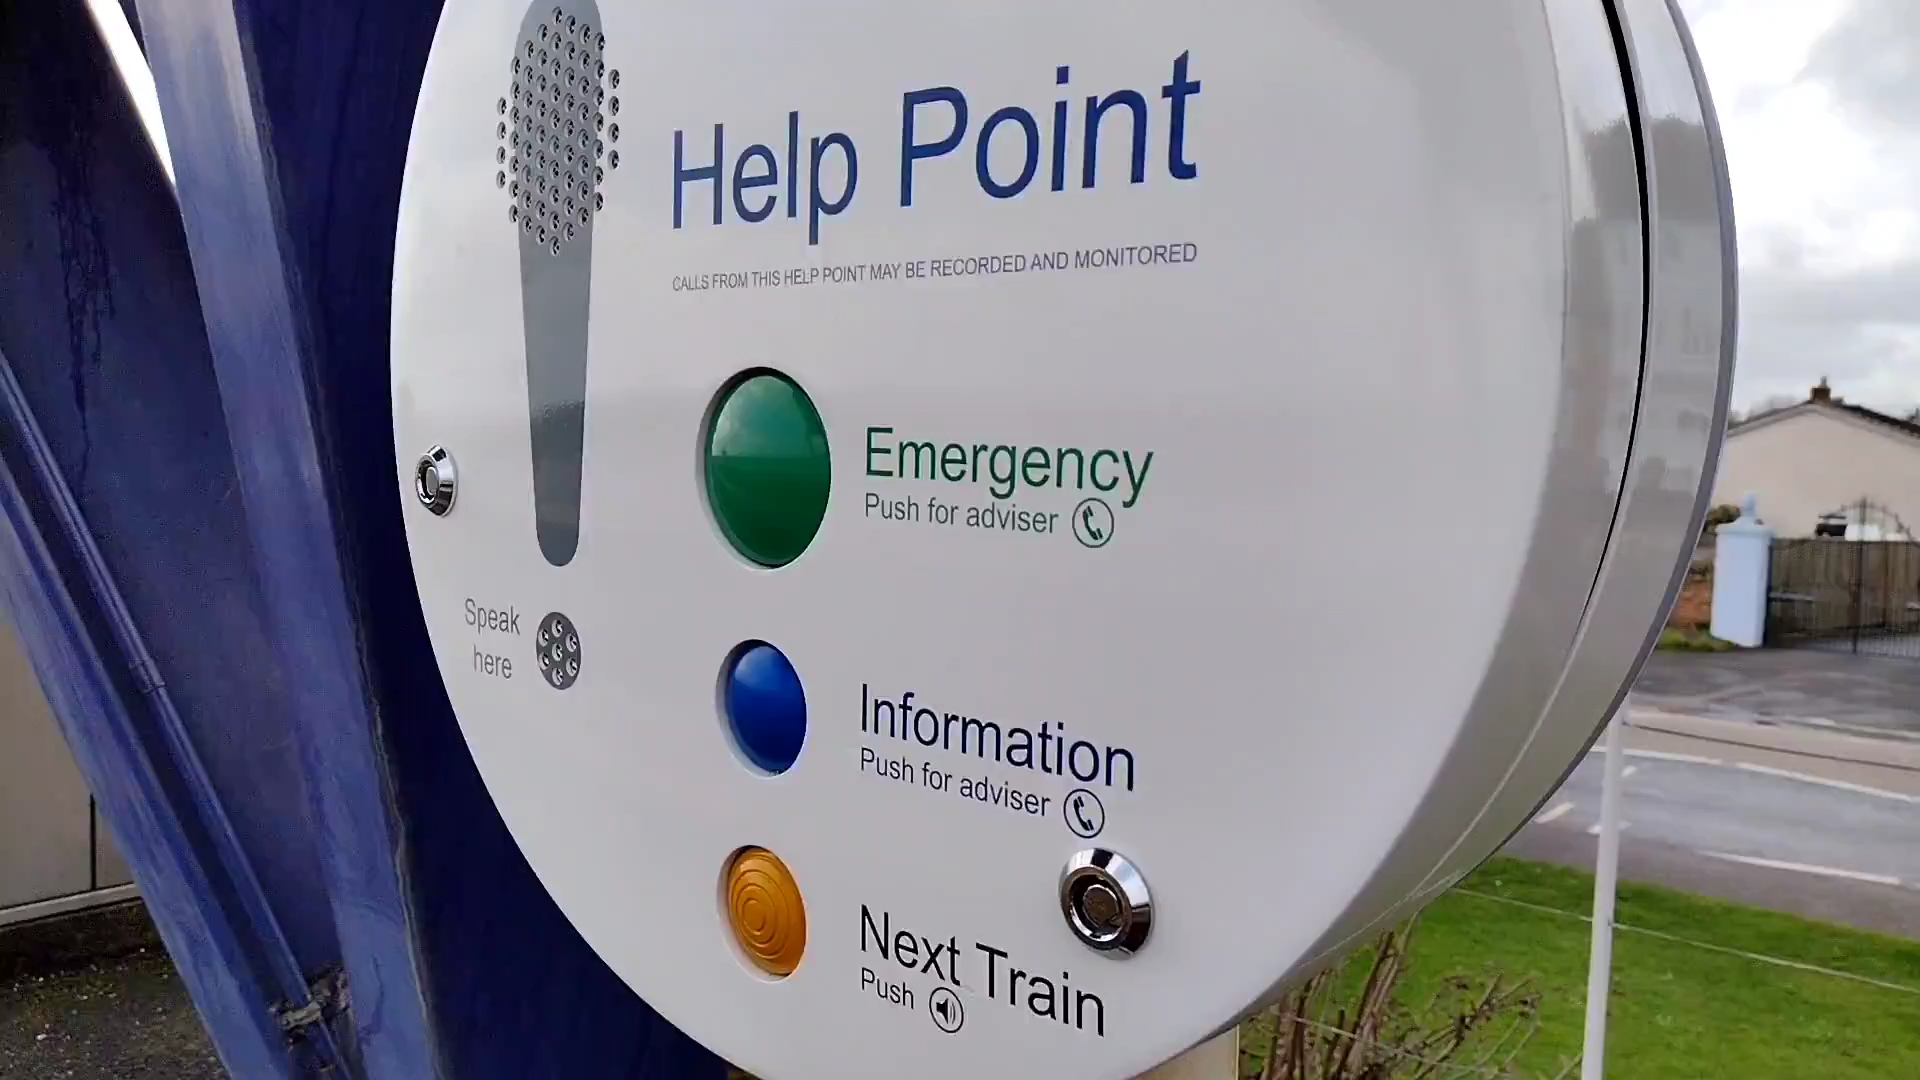 Help Point
CALLS FROM THIS HELP POINT MAY BE RECORDED AND MONITORED
Emergency
Push for adviser
Speak
here
Information
Push for adviser
Next Train
Push